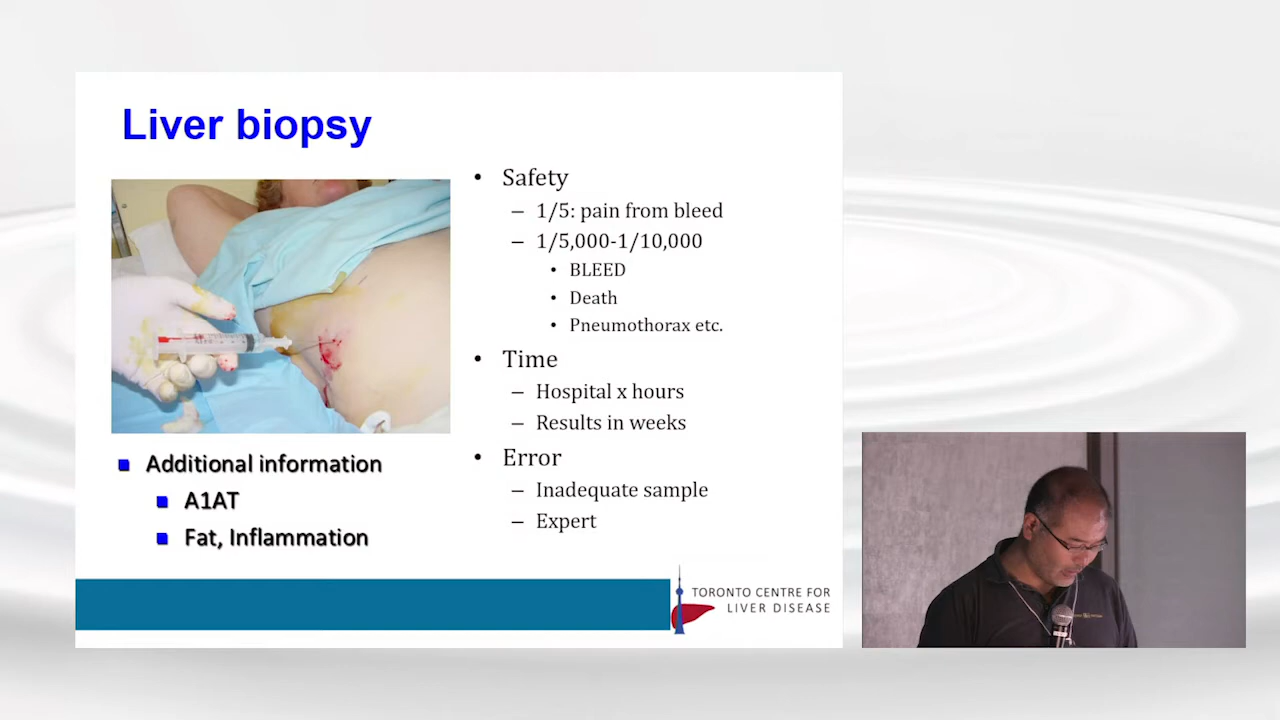 Liver biopsy
• Safety
– 1/5: pain from bleed
– 1/5,000-1/10,000
• BLEED
• Death
• Pneumothorax etc.
• Time
– Hospital x hours
– Results in weeks
• Error
– Inadequate sample
– Expert
Additional information
A1AT
Fat, Inflammation
TORONTO CENTRE FOR
LIVER DISEASE